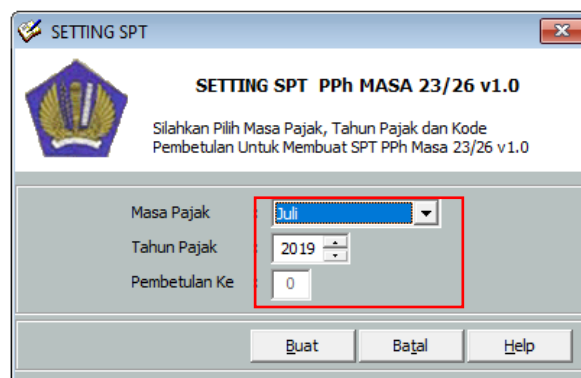 SETTING SPT
SETTING SPT PPh MASA 23/26 v1.0
Silahkan Pilih Masa Pajak, Tahun Pajak dan Kode
Pembetulan Untuk Membuat SPT PPh Masa 23/26 v1.0
Masa Pajak : Juli
Tahun Pajak : 2019
Pembetulan Ke : 0
Buat Batal Help